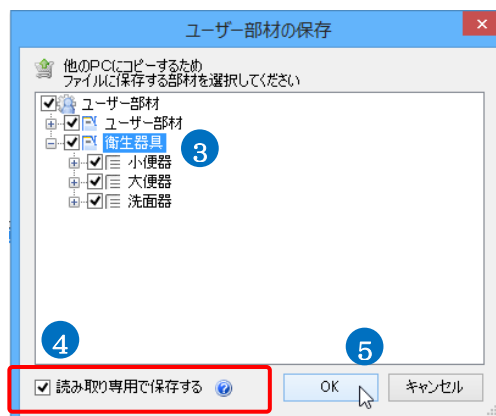 ユーザー部材の保存
他のPCにコピーするため
ファイルに保存する部材を選択してください
ユーザー部材
ユーザー部材
衛生器具
3
小便器
大便器
洗面器
4
5
読み取り専用で保存する
OK
キャンセル